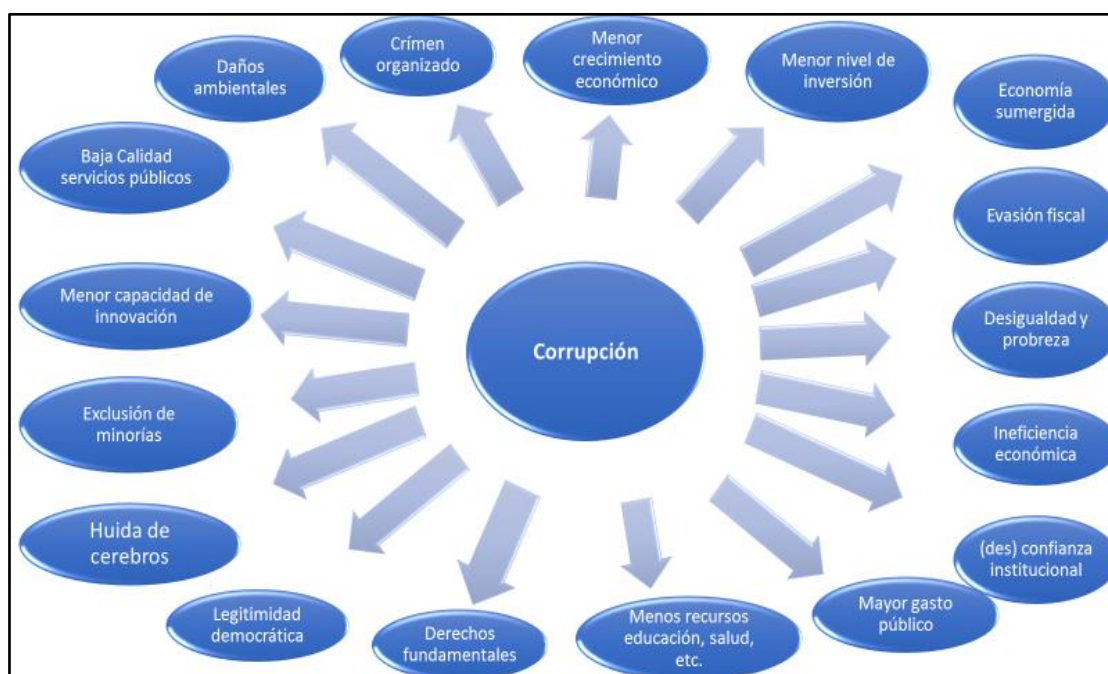 Crímen
organizado
Menor
crecimiento
económico
Menor nivel de
inversión
Daños
ambientales
Economía
sumergida
Baja Calidad
servicios públicos
Evasión fiscal
Menor capacidad de
innovación
Desigualdad y
probreza
Corrupción
Exclusión de
minorías
Ineficiencia
económica
Huida de
cerebros
(des) confianza
institucional
Legitimidad
democrática
Derechos
fundamentales
Menos recursos
educación, salud,
etc.
Mayor gasto
público